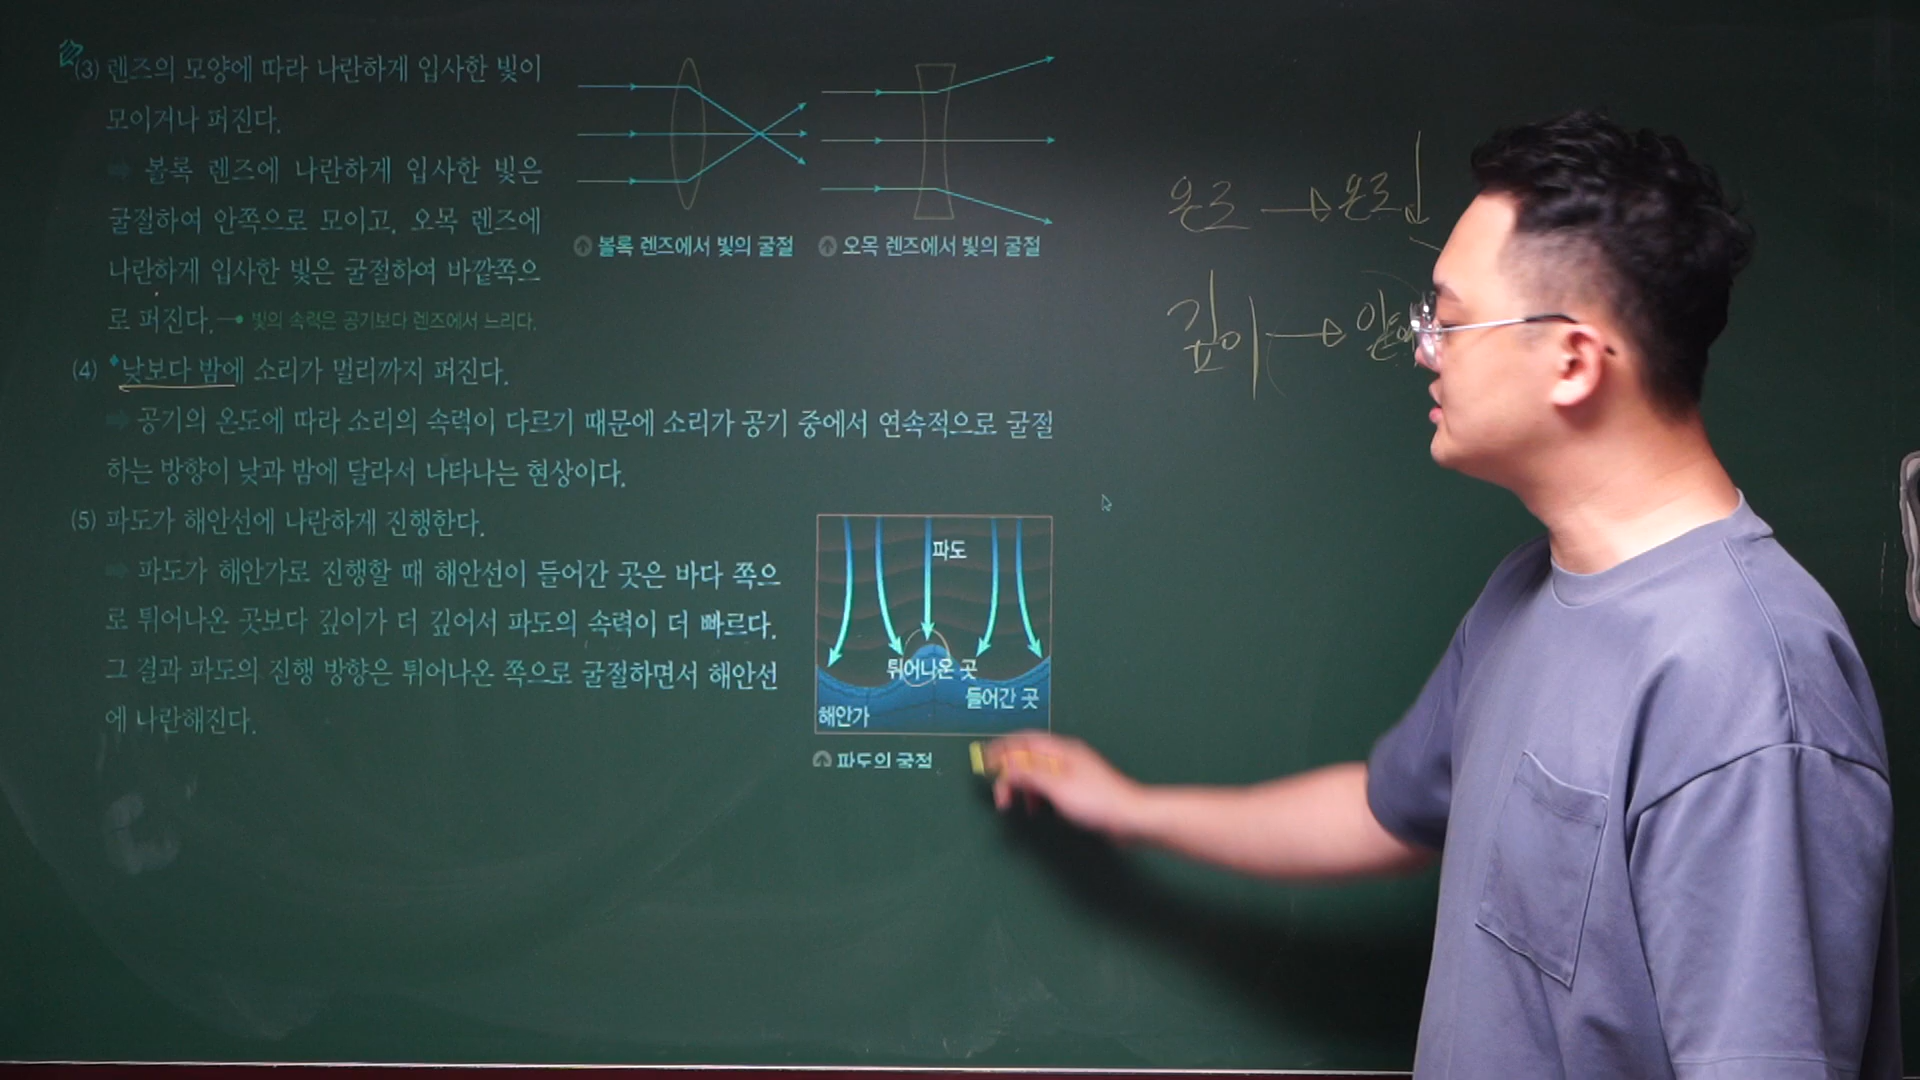 (3) 렌즈의 모양에 따라 나란하게 입사한 빛이
모이거나 퍼진다.
➡ 볼록 렌즈에 나란하게 입사한 빛은
굴절하여 안쪽으로 모이고, 오목 렌즈에
나란하게 입사한 빛은 굴절하여 바깥쪽으
로 퍼진다. 빛의 속력은 공기보다 렌즈에서 느리다.
볼록 렌즈에서 빛의 굴절
오목 렌즈에서 빛의 굴절
(4) 낮보다 밤에 소리가 멀리까지 퍼진다.
➡ 공기의 온도에 따라 소리의 속력이 다르기 때문에 소리가 공기 중에서 연속적으로 굴절
하는 방향이 낮과 밤에 달라서 나타나는 현상이다.
(5) 파도가 해안선에 나란하게 진행한다.
➡ 파도가 해안가로 진행할 때 해안선이 들어간 곳은 바다 쪽으
로 튀어나온 곳보다 깊이가 더 깊어서 파도의 속력이 더 빠르다.
그 결과 파도의 진행 방향은 튀어나온 쪽으로 굴절하면서 해안선
에 나란해진다.
파도
튀어나온 곳
들어간 곳
해안가
파도의 굴절
깊이 →